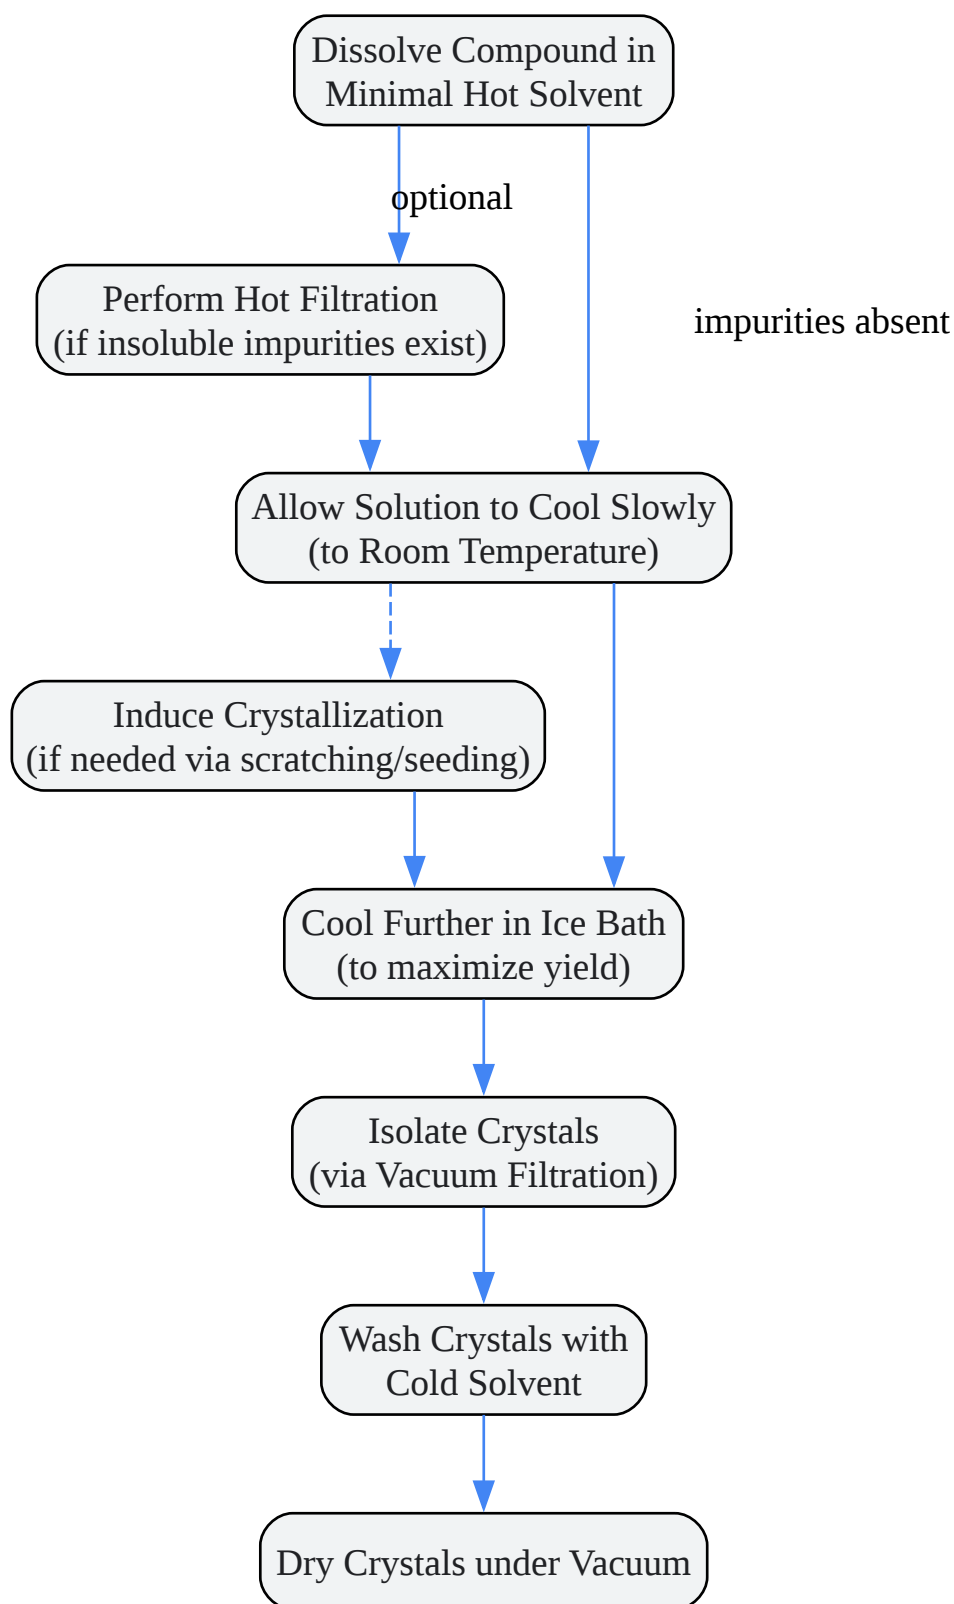 Dissolve Compound in
Minimal Hot Solvent
optional
Perform Hot Filtration
(if insoluble impurities exist)
impurities absent
Allow Solution to Cool Slowly
(to Room Temperature)
Induce Crystallization
(if needed via scratching/seeding)
Cool Further in Ice Bath
(to maximize yield)
Isolate Crystals
(via Vacuum Filtration)
Wash Crystals with
Cold Solvent
Dry Crystals under Vacuum